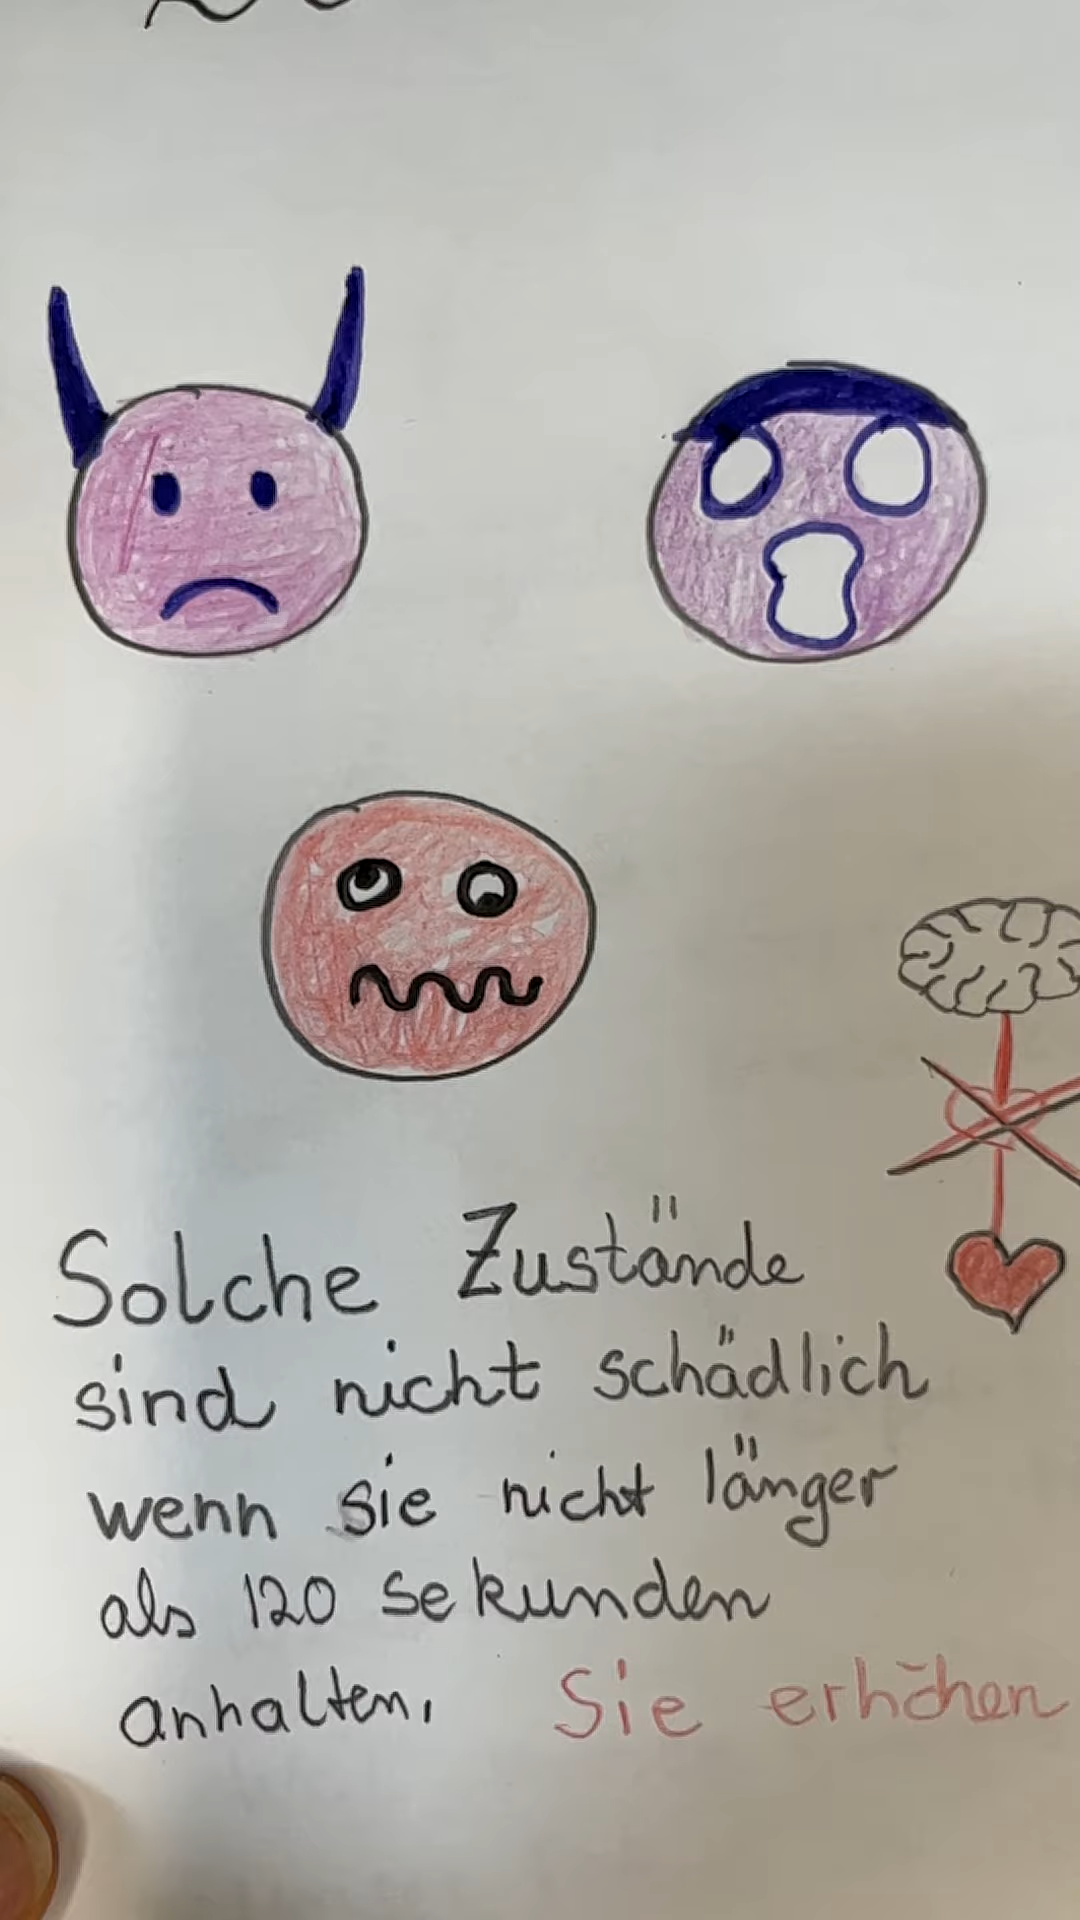 Solche Zustände
sind nicht schädlich
wenn sie nicht länger
als 120 Sekunden
anhalten,
Sie erhöhen